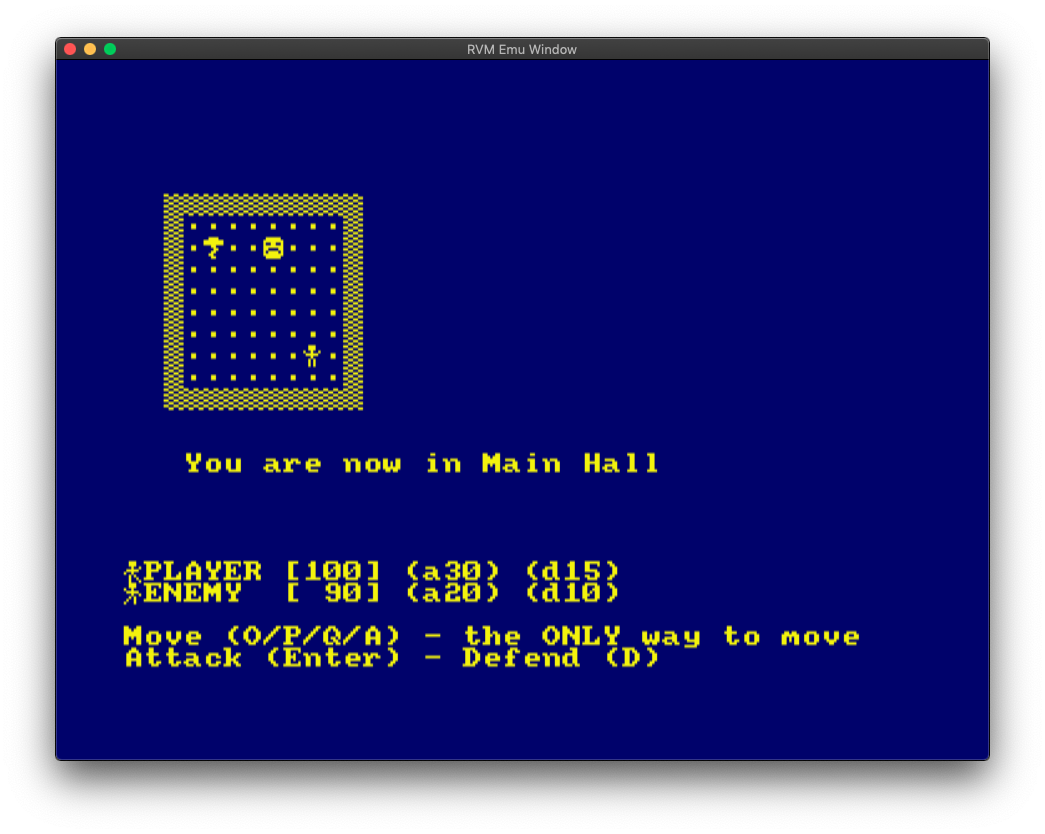 RVM Emu Window
You are now in Main Hall
PLAYER [100] (a30) (d15)
ENEMY [ 90] (a20) (d10)
Move (O/P/Q/A) - the ONLY way to move
Attack (Enter) - Defend (D)